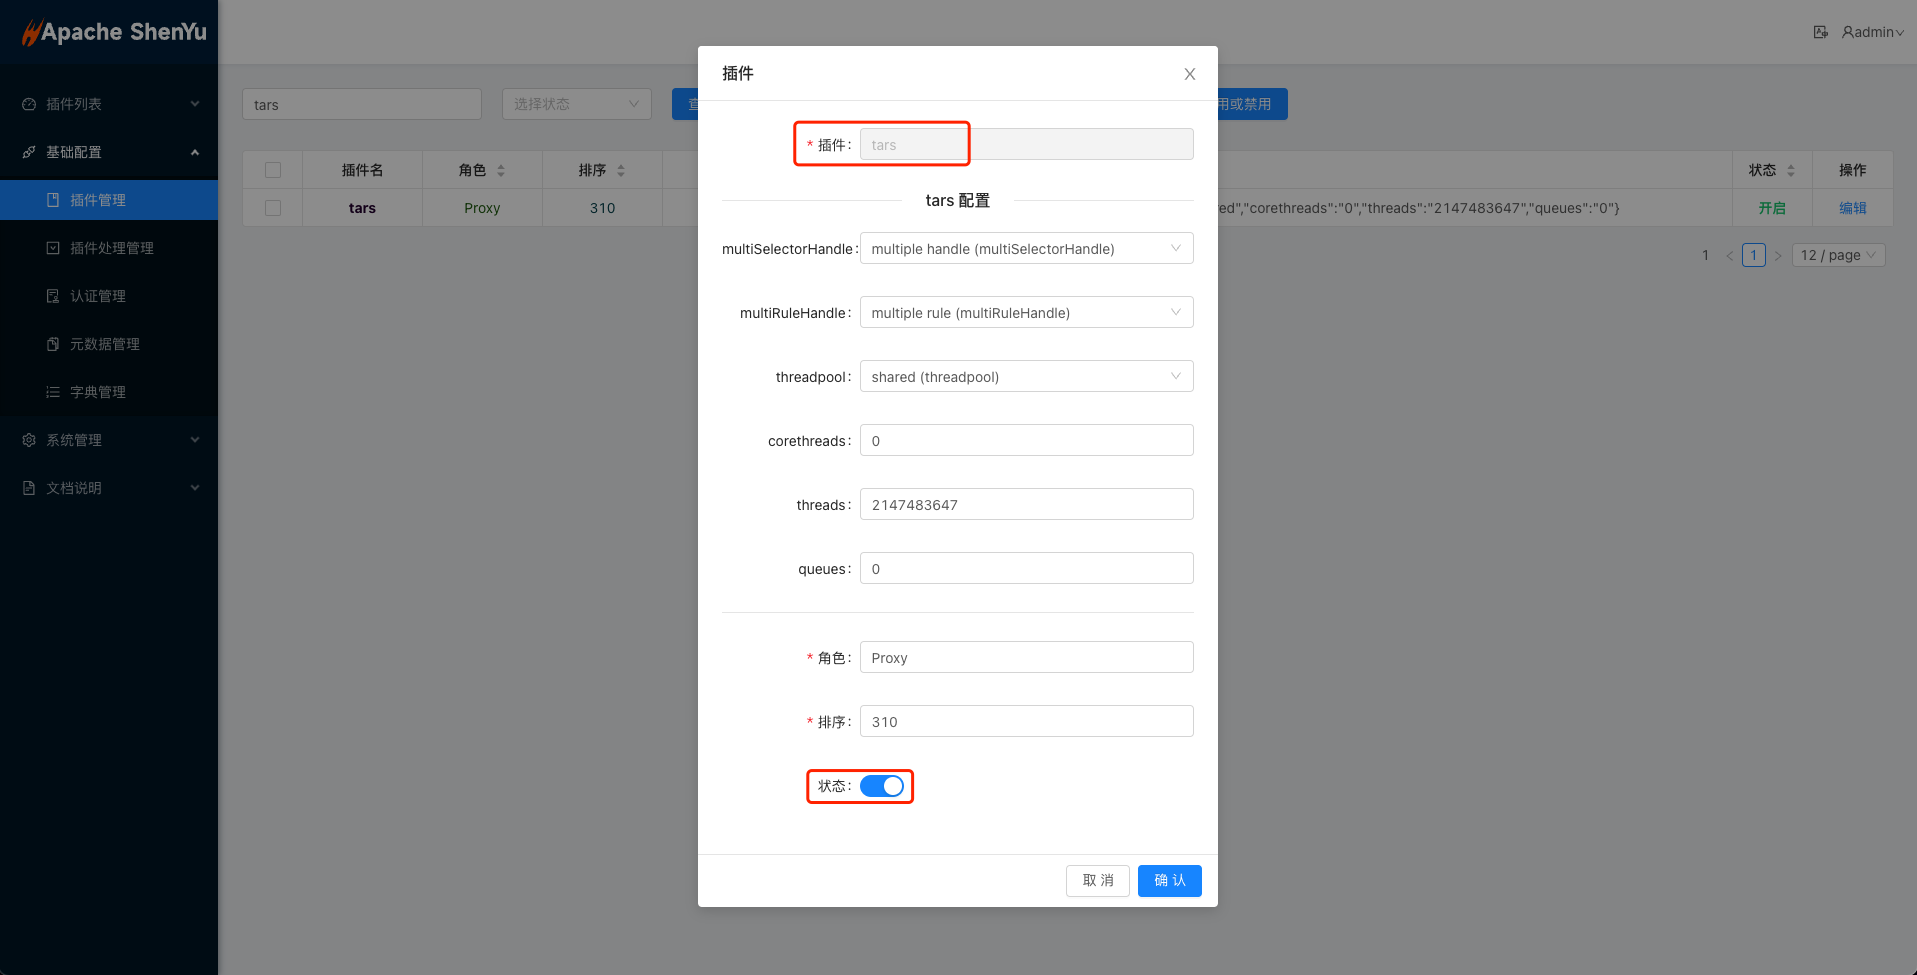 Apache ShenYu
admin
插件列表
基础配置
插件管理
插件处理管理
认证管理
元数据管理
字典管理
系统管理
文档说明
tars
选择状态
用或禁用
插件名
角色
排序
状态
操作
tars
Proxy
310
ed","corethreads":"0","threads":"2147483647","queues":"0"}
开启
编辑
1 < 1 > 12 / page
插件
* 插件: tars
tars 配置
multiSelectorHandle: multiple handle (multiSelectorHandle)
multiRuleHandle: multiple rule (multiRuleHandle)
threadpool: shared (threadpool)
corethreads: 0
threads: 2147483647
queues: 0
* 角色: Proxy
* 排序: 310
状态:
取 消
确 认